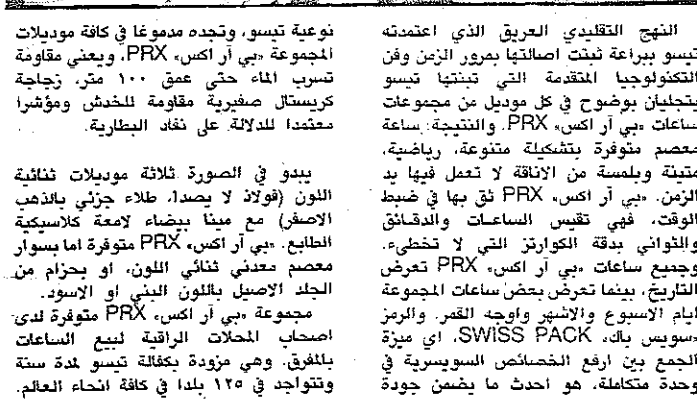 النهج التقليدي العريق الذي اعتمدته
تيسو ببراعة ثبتت اصالتها بمرور الزمن وفن
التكنولوجيا المتقدمة التي تبنتها تيسو
يتجليان بوضوح في كل موديل من مجموعات
ساعات «بي آر اكس» PRX. والنتيجة: ساعة
معصم متوفرة بتشكيلة متنوعة، رياضية،
متينة وبلمسة من الاناقة لا تعمل فيها يد
الزمن. «بي آر اكس» PRX ثق بها في ضبط
الوقت، فهي تقيس الساعات والدقائق
والثواني بدقة الكوارتز التي لا تخطىء.
وجميع ساعات «بي آر اكس» PRX تعرض
التاريخ، بينما تعرض بعض ساعات المجموعة
ايام الاسبوع والاشهر واوجه القمر. والرمز
«سويس باك» SWISS PACK، اي ميزة
الجمع بين ارفع الخصائص السويسرية في
وحدة متكاملة، هو احدث ما يضمن جودة
نوعية تيسو، وتجده مدموغا في كافة موديلات
المجموعة «بي آر اكس» PRX، ويعني مقاومة
تسرب الماء حتى عمق ١٠٠ متر، زجاجة
كريستال صفيرية مقاومة للخدش ومؤشرا
معتمدا للدلالة على نفاد البطارية.
يبدو في الصورة ثلاثة موديلات ثنائية
اللون (فولاذ لا يصدا، طلاء جزئي بالذهب
الاصفر) مع مينا بيضاء لامعة كلاسيكية
الطابع. «بي آر اكس» PRX متوفرة اما بسوار
معصم معدني ثنائي اللون، او بحزام من
الجلد الاصيل باللون البني او الاسود.
مجموعة «بي آر اكس» PRX متوفرة لدى
اصحاب المحلات الراقية لبيع الساعات
بالمفرق. وهي مزودة بكفالة تيسو لمدة سنة
وتتواجد في ١٢٥ بلدا في كافة انحاء العالم.